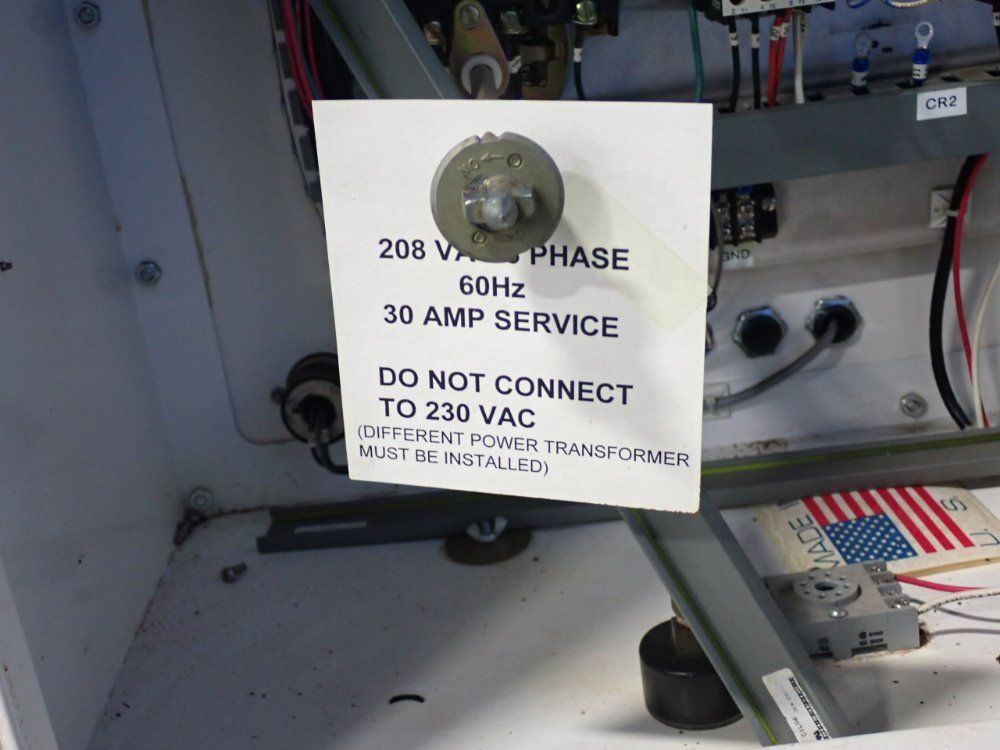 CR2
GND
208 PHASE
60Hz
30 AMP SERVICE
DO NOT CONNECT
TO 230 VAC
(DIFFERENT POWER TRANSFORMER
MUST BE INSTALLED)
MADE
U.S